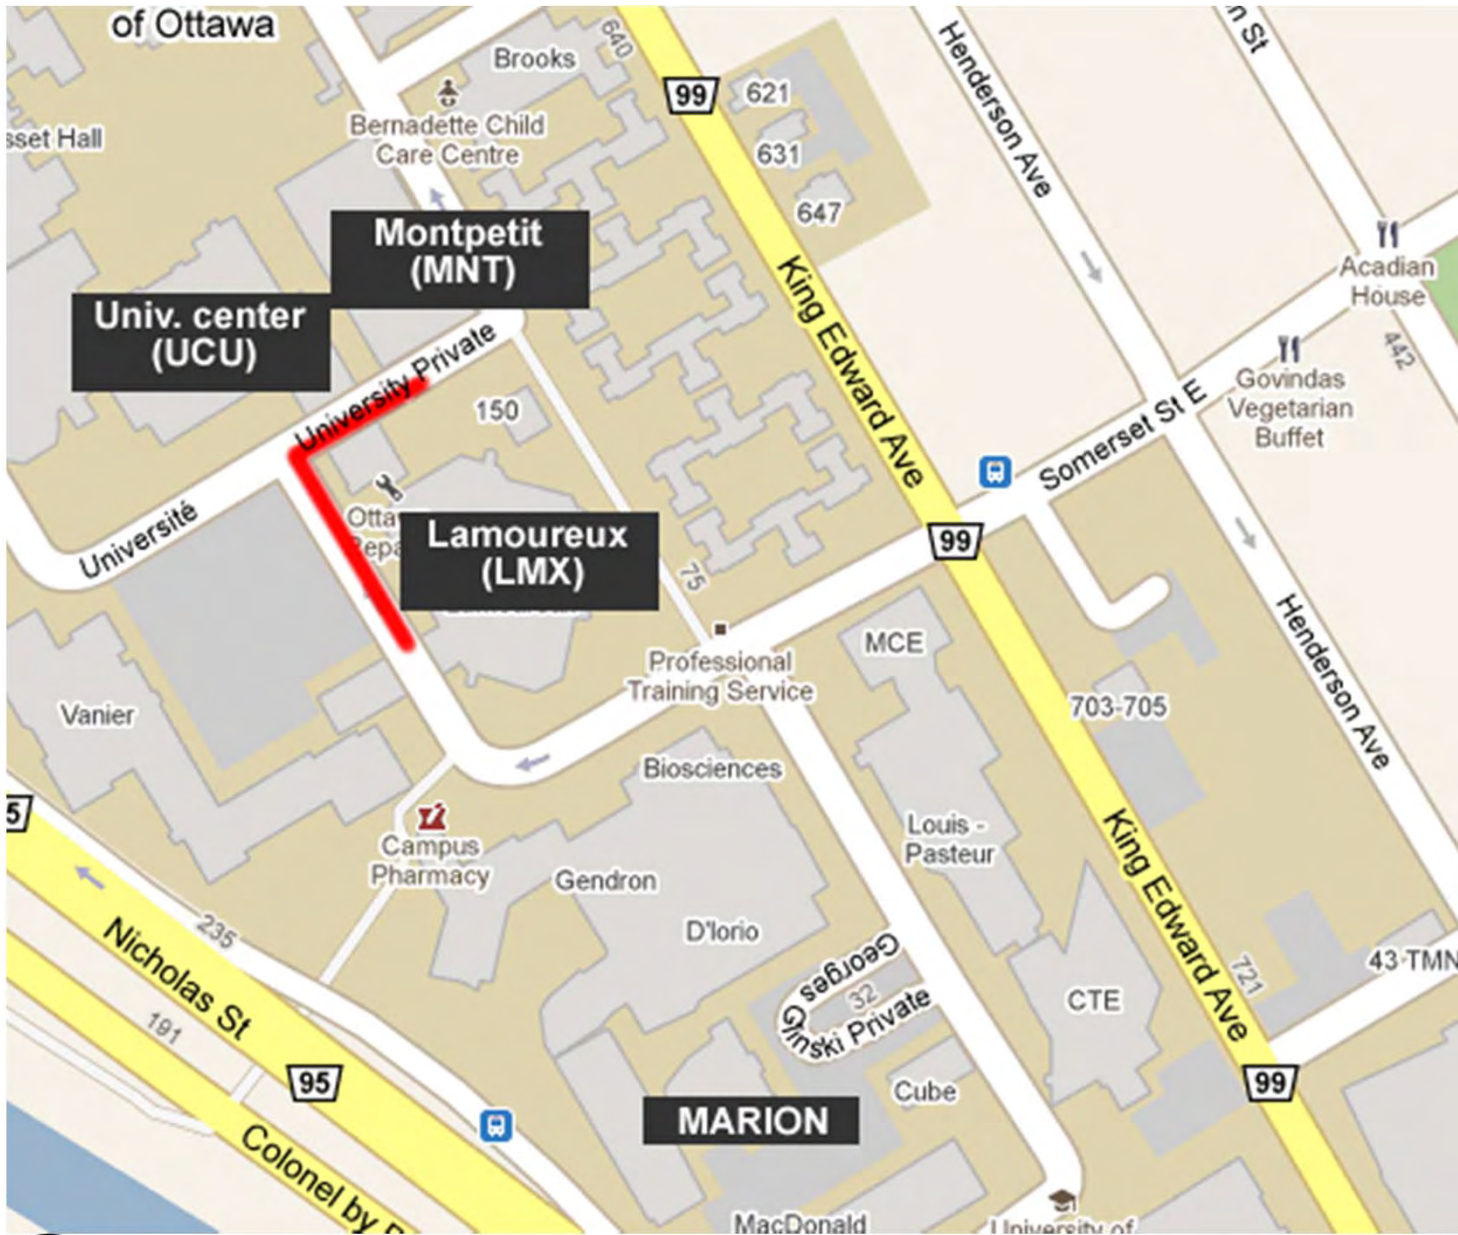 of Ottawa
Brooks
640
99
621
631
647
Henderson Ave
n St
sset Hall
Bernadette Child
Care Centre
Montpetit
(MNT)
Univ. center
(UCU)
University Private
King Edward Ave
Acadian
House
442
Govindas
Vegetarian
Buffet
Somerset St E
150
Université
Lamoureux
(LMX)
75
99
Professional
Training Service
MCE
703-705
Henderson Ave
Vanier
Biosciences
Louis -
Pasteur
King Edward Ave
Campus
Pharmacy
Gendron
D'Iorio
Georges
Glinski Private
32
235
Nicholas St
191
95
CTE
721
43 TMN
Cube
99
MARION
Colonel by
MacDonald
University of